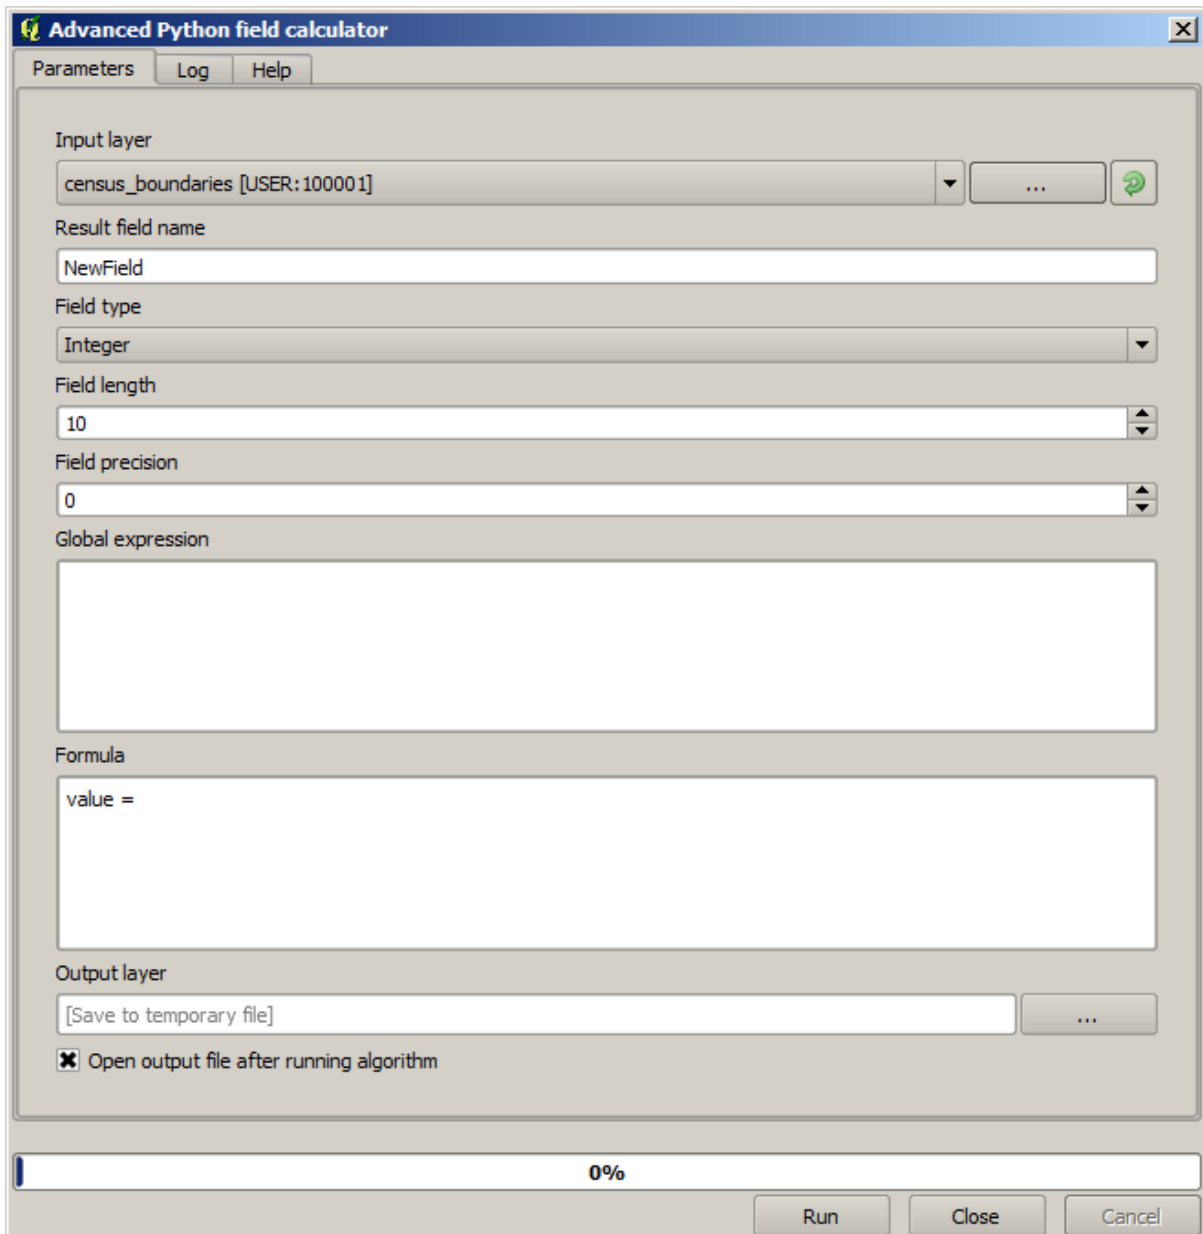 Advanced Python field calculator
Parameters Log Help
Input layer
census_boundaries [USER:100001] ...
Result field name
NewField
Field type
Integer
Field length
10
Field precision
0
Global expression
Formula
value =
Output layer
[Save to temporary file] ...
Open output file after running algorithm
0%
Run Close Cancel